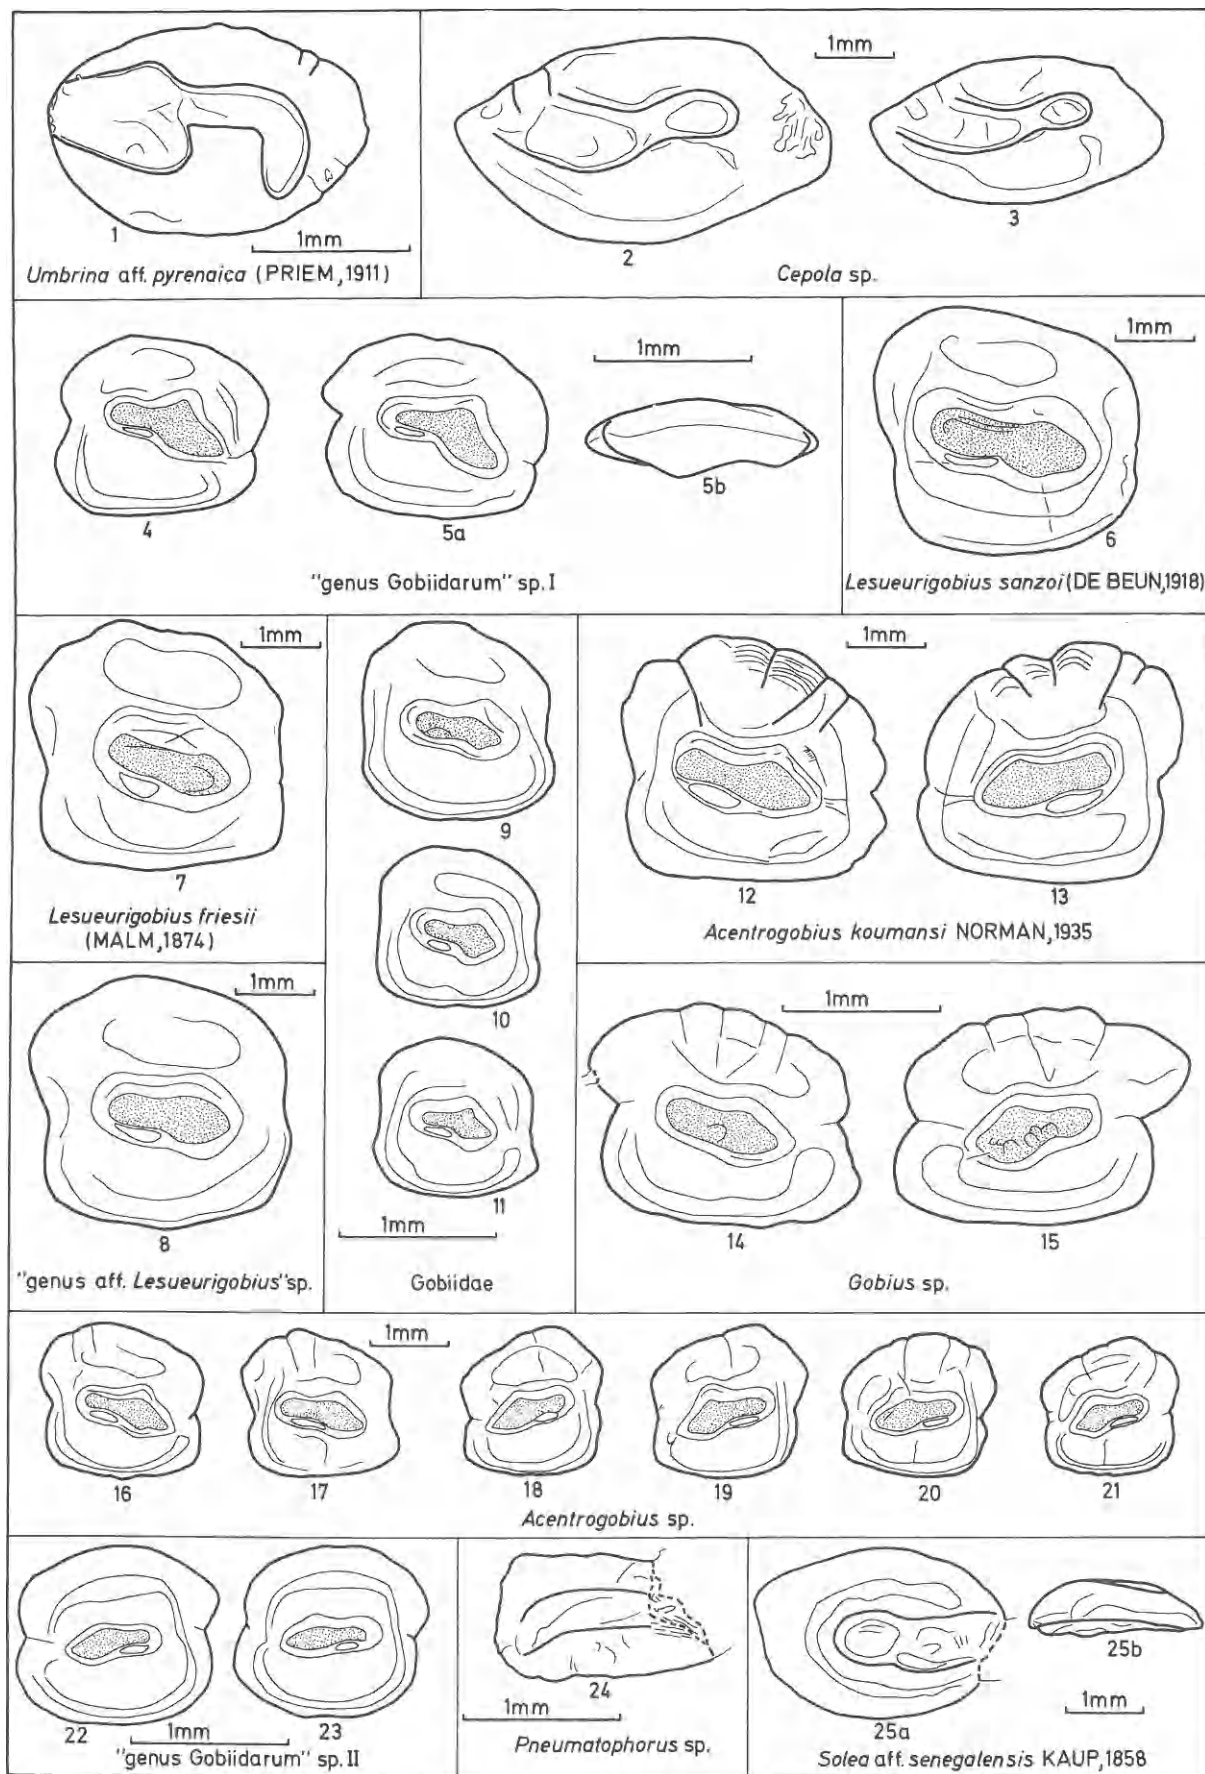 1
1mm
Umbrina aff. pyrenaica (PRIEM, 1911)
1mm
2
3
Cepola sp.
4
5a
1mm
5b
"genus Gobiidarum" sp. I
1mm
6
Lesueurigobius sanzoi (DE BEUN, 1918)
1mm
7
Lesueurigobius friesii
(MALM, 1874)
1mm
8
"genus aff. Lesueurigobius" sp.
9
10
11
1mm
Gobiidae
1mm
12
13
Acentrogobius koumansi NORMAN, 1935
1mm
14
15
Gobius sp.
1mm
16
17
18
19
20
21
Acentrogobius sp.
22
1mm
23
"genus Gobiidarum" sp. II
24
1mm
Pneumatophorus sp.
25a
25b
1mm
Solea aff. senegalensis KAUP, 1858